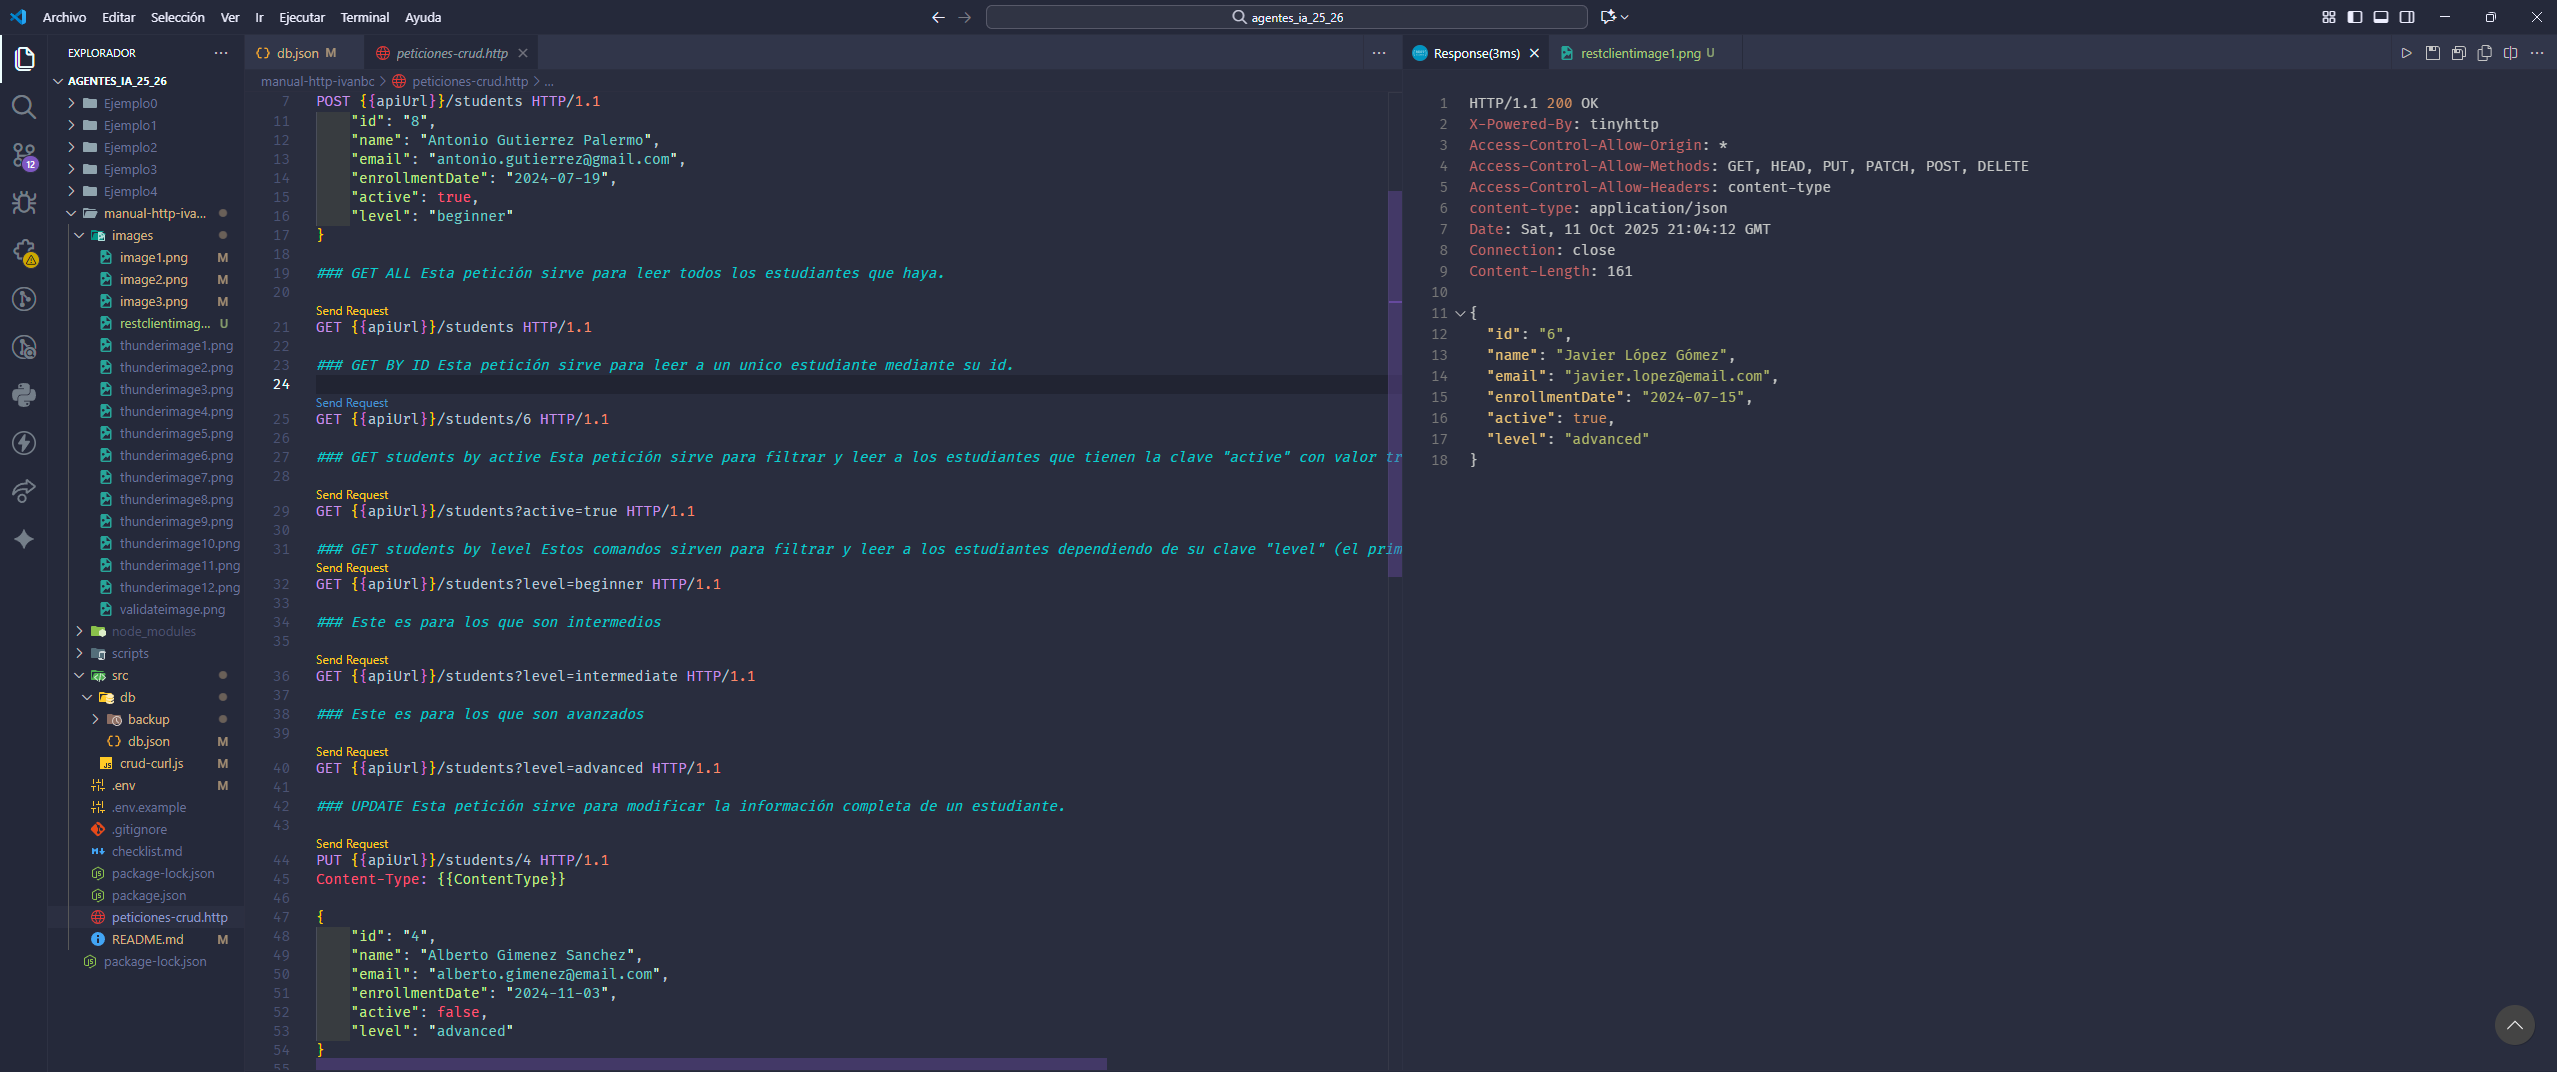 Archivo Editar Selección Ver Ir Ejecutar Terminal Ayuda
agentes_ia_25_26
EXPLORADOR
AGENTES_IA_25_26
Ejemplo0
Ejemplo1
Ejemplo2
Ejemplo3
Ejemplo4
manual-http-iva...
images
image1.png M
image2.png M
image3.png M
restclientimag... U
thunderimage1.png
thunderimage2.png
thunderimage3.png
thunderimage4.png
thunderimage5.png
thunderimage6.png
thunderimage7.png
thunderimage8.png
thunderimage9.png
thunderimage10.png
thunderimage11.png
thunderimage12.png
validateimage.png
node_modules
scripts
src
db
backup
db.json M
crud-curl.js M
.env M
.env.example
.gitignore
checklist.md
package-lock.json
package.json
peticiones-crud.http
README.md M
package-lock.json
12
db.json M
peticiones-crud.http
manual-http-ivanbc > peticiones-crud.http > ...
7 POST {{apiUrl}}/students HTTP/1.1
11 "id": "8",
12 "name": "Antonio Gutierrez Palermo",
13 "email": "antonio.gutierrez@gmail.com",
14 "enrollmentDate": "2024-07-19",
15 "active": true,
16 "level": "beginner"
17 }
18
19 ### GET ALL Esta petición sirve para leer todos los estudiantes que haya.
20
Send Request
21 GET {{apiUrl}}/students HTTP/1.1
22
23 ### GET BY ID Esta petición sirve para leer a un unico estudiante mediante su id.
24
Send Request
25 GET {{apiUrl}}/students/6 HTTP/1.1
26
27 ### GET students by active Esta petición sirve para filtrar y leer a los estudiantes que tienen la clave "active" con valor tr
28
Send Request
29 GET {{apiUrl}}/students?active=true HTTP/1.1
30
31 ### GET students by level Estos comandos sirven para filtrar y leer a los estudiantes dependiendo de su clave "level" (el prim
Send Request
32 GET {{apiUrl}}/students?level=beginner HTTP/1.1
33
34 ### Este es para los que son intermedios
35
Send Request
36 GET {{apiUrl}}/students?level=intermediate HTTP/1.1
37
38 ### Este es para los que son avanzados
39
Send Request
40 GET {{apiUrl}}/students?level=advanced HTTP/1.1
41
42 ### UPDATE Esta petición sirve para modificar la información completa de un estudiante.
43
Send Request
44 PUT {{apiUrl}}/students/4 HTTP/1.1
45 Content-Type: {{ContentType}}
46
47 {
48 "id": "4",
49 "name": "Alberto Gimenez Sanchez",
50 "email": "alberto.gimenez@email.com",
51 "enrollmentDate": "2024-11-03",
52 "active": false,
53 "level": "advanced"
54 }
55
Response(3ms)
restclientimage1.png U
1 HTTP/1.1 200 OK
2 X-Powered-By: tinyhttp
3 Access-Control-Allow-Origin: *
4 Access-Control-Allow-Methods: GET, HEAD, PUT, PATCH, POST, DELETE
5 Access-Control-Allow-Headers: content-type
6 content-type: application/json
7 Date: Sat, 11 Oct 2025 21:04:12 GMT
8 Connection: close
9 Content-Length: 161
10
11 {
12 "id": "6",
13 "name": "Javier López Gómez",
14 "email": "javier.lopez@email.com",
15 "enrollmentDate": "2024-07-15",
16 "active": true,
17 "level": "advanced"
18 }